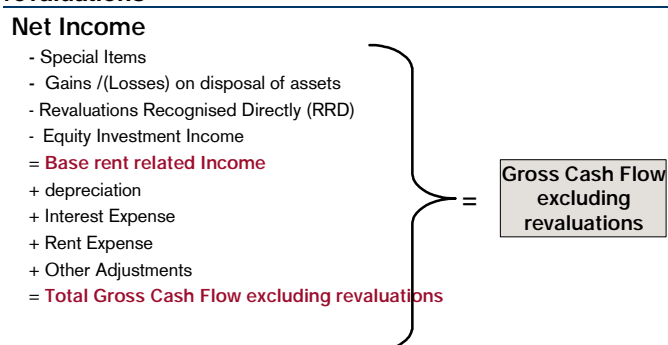 Net Income
- Special Items
- Gains /(Losses) on disposal of assets
- Revaluations Recognised Directly (RRD)
- Equity Investment Income
= Base rent related Income
+ depreciation
+ Interest Expense
+ Rent Expense
+ Other Adjustments
= Total Gross Cash Flow excluding revaluations
=
Gross Cash Flow
excluding
revaluations